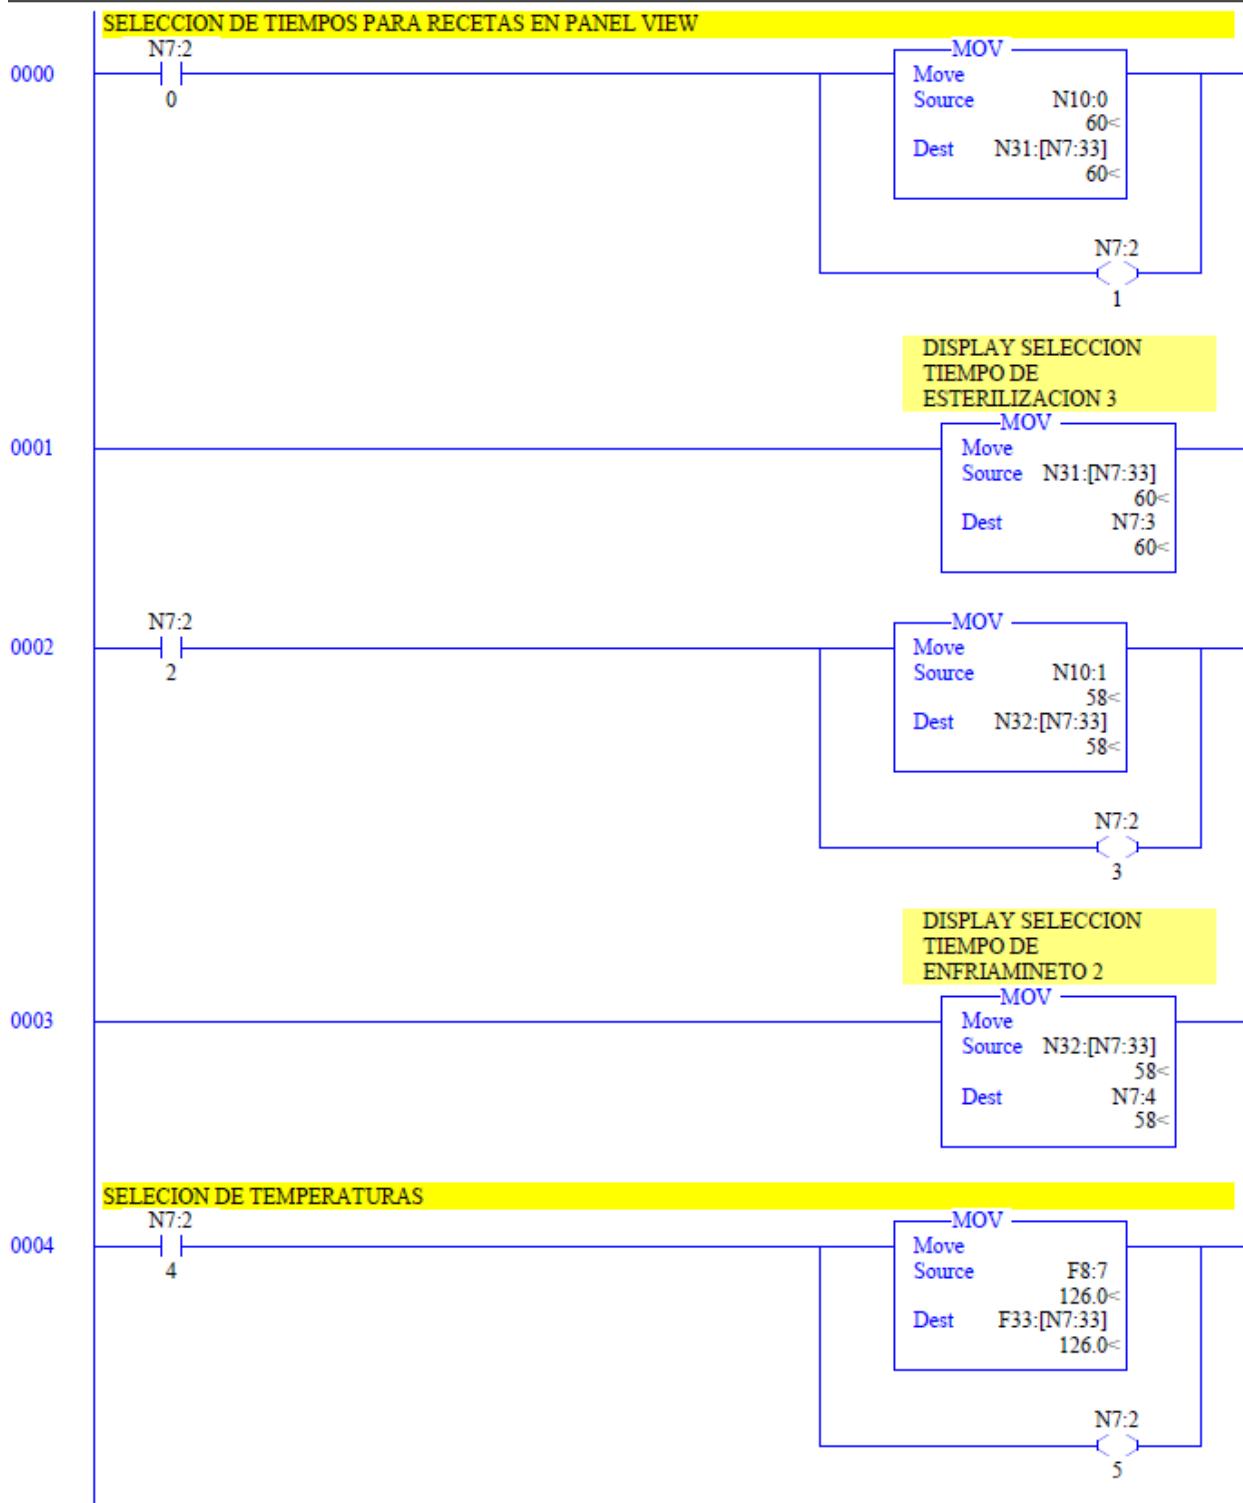 SELECCION DE TIEMPOS PARA RECETAS EN PANEL VIEW
N7:2
MOV
0000
Move
0
Source N10:0
60<
Dest N31:[N7:33]
60<
N7:2
1
DISPLAY SELECCION
TIEMPO DE
ESTERILIZACION 3
MOV
0001
Move
Source N31:[N7:33]
60<
Dest N7:3
60<
N7:2
MOV
0002
Move
2
Source N10:1
58<
Dest N32:[N7:33]
58<
N7:2
3
DISPLAY SELECCION
TIEMPO DE
ENFRIAMINETO 2
MOV
0003
Move
Source N32:[N7:33]
58<
Dest N7:4
58<
SELECION DE TEMPERATURAS
N7:2
MOV
0004
Move
4
Source F8:7
126.0<
Dest F33:[N7:33]
126.0<
N7:2
5